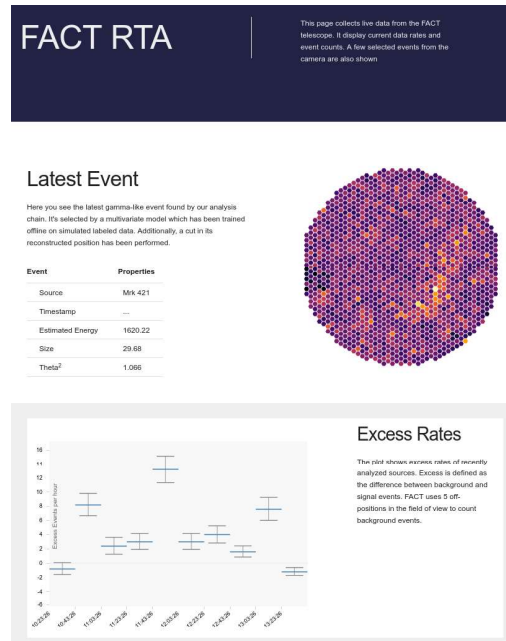 FACT RTA
This page collects live data from the FACT
telescope. It display current data rates and
event counts. A few selected events from the
camera are also shown
Latest Event
Here you see the latest gamma-like event found by our analysis
chain. It's selected by a multivariate model which has been trained
offline on simulated labeled data. Additionally, a cut in its
reconstructed position has been performed.
Event Properties
Source Mrk 421
Timestamp ...
Estimated Energy 1620.22
Size 29.68
Theta2 1.066
Excess Rates
The plot shows excess rates of recently
analyzed sources. Excess is defined as
the difference between background and
signal events. FACT uses 5 off-
positions in the field of view to count
background events.
Excess Events per hour
16
11
12
10
8
6
4
2
0
-2
-4
-6
10:23:26
10:43:26
11:03:26
11:23:26
11:43:26
12:03:26
12:23:26
12:43:26
13:03:26
13:23:26